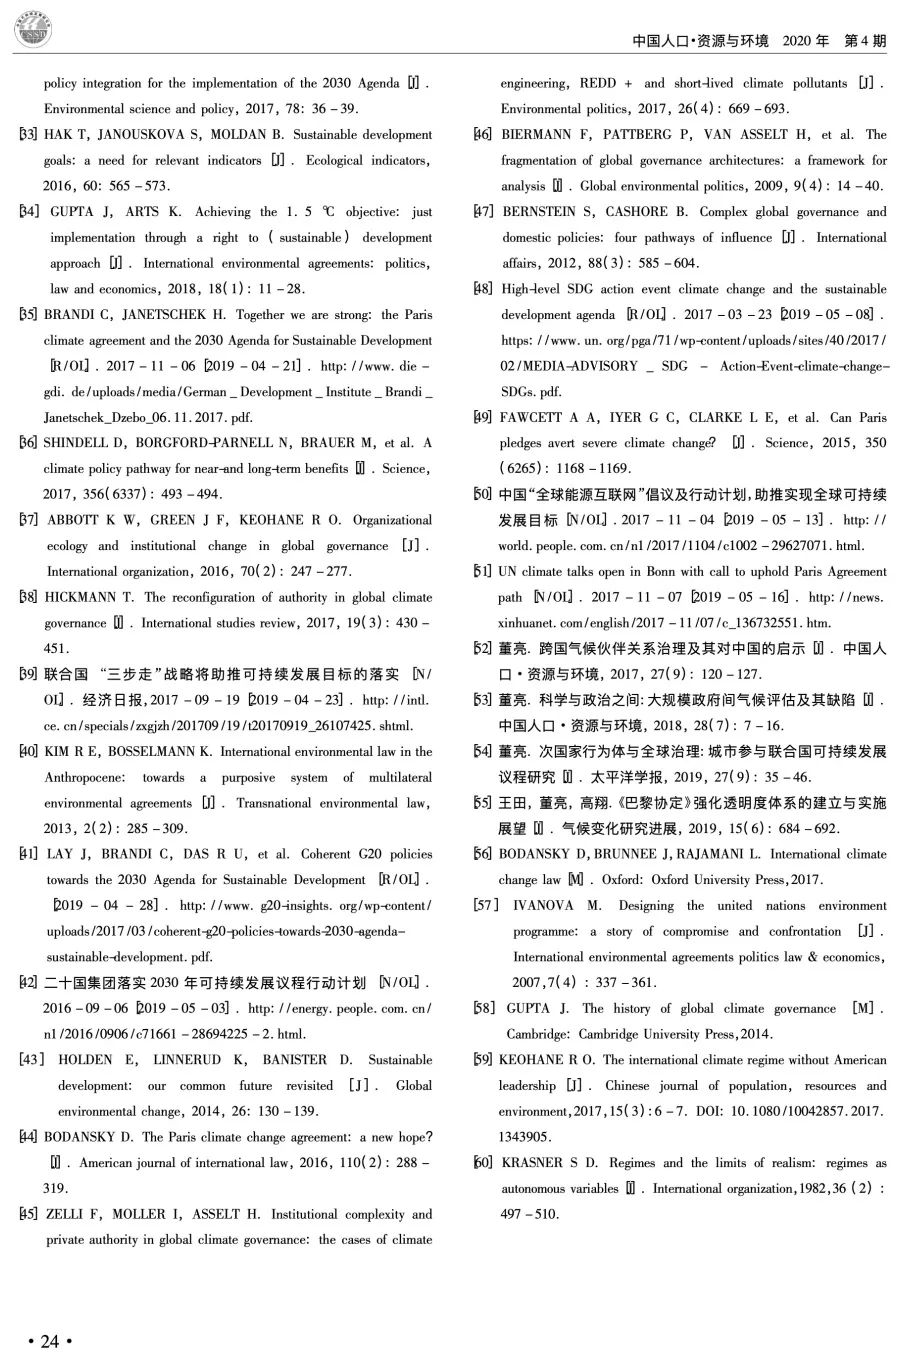 中国人口·资源与环境 2020年 第4期
policy integration for the implementation of the 2030 Agenda [J].
Environmental science and policy, 2017, 78: 36-39.
[33] HAK T, JANOUSKOVA S, MOLDAN B. Sustainable development
goals: a need for relevant indicators [J]. Ecological indicators,
2016, 60: 565-573.
[34] GUPTA J, ARTS K. Achieving the 1.5 ℃ objective: just
implementation through a right to (sustainable) development
approach [J]. International environmental agreements: politics,
law and economics, 2018, 18(1): 11-28.
[35] BRANDI C, JANETSCHEK H. Together we are strong: the Paris
climate agreement and the 2030 Agenda for Sustainable Development
[R/OL]. 2017-11-06 [2019-04-21]. http://www.die-
gdi.de/uploads/media/German_Development_Institute_Brandi_
Janetschek_Dzebo_06.11.2017.pdf.
[36] SHINDELL D, BORGFORD-PARNELL N, BRAUER M, et al. A
climate policy pathway for near-and long-term benefits [J]. Science,
2017, 356(6337): 493-494.
[37] ABBOTT K W, GREEN J F, KEOHANE R O. Organizational
ecology and institutional change in global governance [J].
International organization, 2016, 70(2): 247-277.
[38] HICKMANN T. The reconfiguration of authority in global climate
governance [J]. International studies review, 2017, 19(3): 430-
451.
[39] 联合国 “三步走”战略将助推可持续发展目标的落实 [N/
OL]. 经济日报,2017-09-19 [2019-04-23]. http://intl.
ce.cn/specials/zxgjzh/201709/19/t20170919_26107425.shtml.
[40] KIM R E, BOSSELMANN K. International environmental law in the
Anthropocene: towards a purposive system of multilateral
environmental agreements [J]. Transnational environmental law,
2013, 2(2): 285-309.
[41] LAY J, BRANDI C, DAS R U, et al. Coherent G20 policies
towards the 2030 Agenda for Sustainable Development [R/OL].
[2019-04-28]. http://www.g20-insights.org/wp-content/
uploads/2017/03/coherent-g20-policies-towards-2030-agenda-
sustainable-development.pdf.
[42] 二十国集团落实2030年可持续发展议程行动计划 [N/OL].
2016-09-06 [2019-05-03]. http://energy.people.com.cn/
n1/2016/0906/c71661-28694225-2.html.
[43] HOLDEN E, LINNERUD K, BANISTER D. Sustainable
development: our common future revisited [J]. Global
environmental change, 2014, 26: 130-139.
[44] BODANSKY D. The Paris climate change agreement: a new hope?
[J]. American journal of international law, 2016, 110(2): 288-
319.
[45] ZELLI F, MOLLER I, ASSELT H. Institutional complexity and
private authority in global climate governance: the cases of climate
engineering, REDD + and short-lived climate pollutants [J].
Environmental politics, 2017, 26(4): 669-693.
[46] BIERMANN F, PATTBERG P, VAN ASSELT H, et al. The
fragmentation of global governance architectures: a framework for
analysis [J]. Global environmental politics, 2009, 9(4): 14-40.
[47] BERNSTEIN S, CASHORE B. Complex global governance and
domestic policies: four pathways of influence [J]. International
affairs, 2012, 88(3): 585-604.
[48] High-level SDG action event climate change and the sustainable
development agenda [R/OL]. 2017-03-23 [2019-05-08].
https://www.un.org/pga/71/wp-content/uploads/sites/40/2017/
02/MEDIA-ADVISORY_SDG-Action-Event-climate-change-
SDGs.pdf.
[49] FAWCETT A A, IYER G C, CLARKE L E, et al. Can Paris
pledges avert severe climate change? [J]. Science, 2015, 350
(6265): 1168-1169.
[50] 中国“全球能源互联网”倡议及行动计划,助推实现全球可持续
发展目标 [N/OL]. 2017-11-04 [2019-05-13]. http://
world.people.com.cn/n1/2017/1104/c1002-29627071.html.
[51] UN climate talks open in Bonn with call to uphold Paris Agreement
path [N/OL]. 2017-11-07 [2019-05-16]. http://news.
xinhuanet.com/english/2017-11/07/c_136732551.htm.
[52] 董亮. 跨国气候伙伴关系治理及其对中国的启示 [J]. 中国人
口·资源与环境, 2017, 27(9): 120-127.
[53] 董亮. 科学与政治之间:大规模政府间气候评估及其缺陷 [J].
中国人口·资源与环境, 2018, 28(7): 7-16.
[54] 董亮. 次国家行为体与全球治理:城市参与联合国可持续发展
议程研究 [J]. 太平洋学报, 2019, 27(9): 35-46.
[55] 王田, 董亮, 高翔.《巴黎协定》强化透明度体系的建立与实施
展望 [J]. 气候变化研究进展, 2019, 15(6): 684-692.
[56] BODANSKY D,BRUNNEE J,RAJAMANI L. International climate
change law [M]. Oxford: Oxford University Press,2017.
[57] IVANOVA M. Designing the united nations environment
programme: a story of compromise and confrontation [J].
International environmental agreements politics law & economics,
2007,7(4): 337-361.
[58] GUPTA J. The history of global climate governance [M].
Cambridge: Cambridge University Press,2014.
[59] KEOHANE R O. The international climate regime without American
leadership [J]. Chinese journal of population, resources and
environment,2017,15(3):6-7. DOI: 10.1080/10042857.2017.
1343905.
[60] KRASNER S D. Regimes and the limits of realism: regimes as
autonomous variables [J]. International organization,1982,36(2):
497-510.
·24·